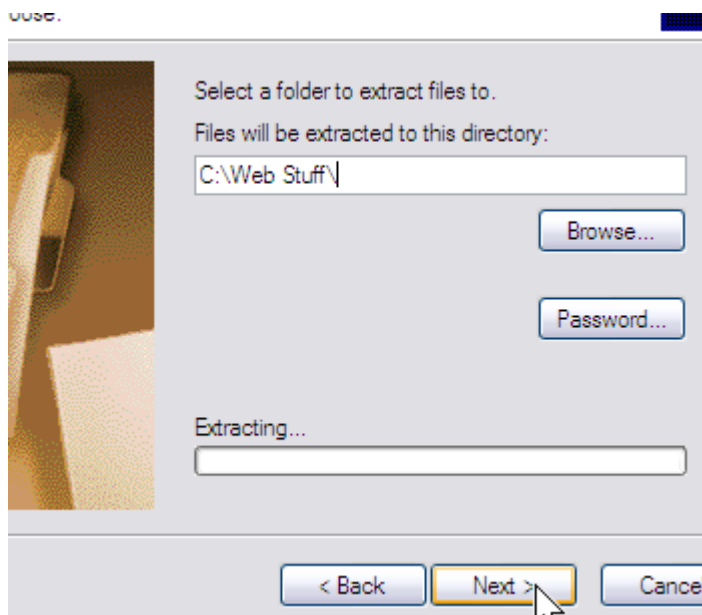 Select a folder to extract files to.
Files will be extracted to this directory:
C:\Web Stuff\
Browse...
Password...
Extracting...
< Back
Next >
Cance